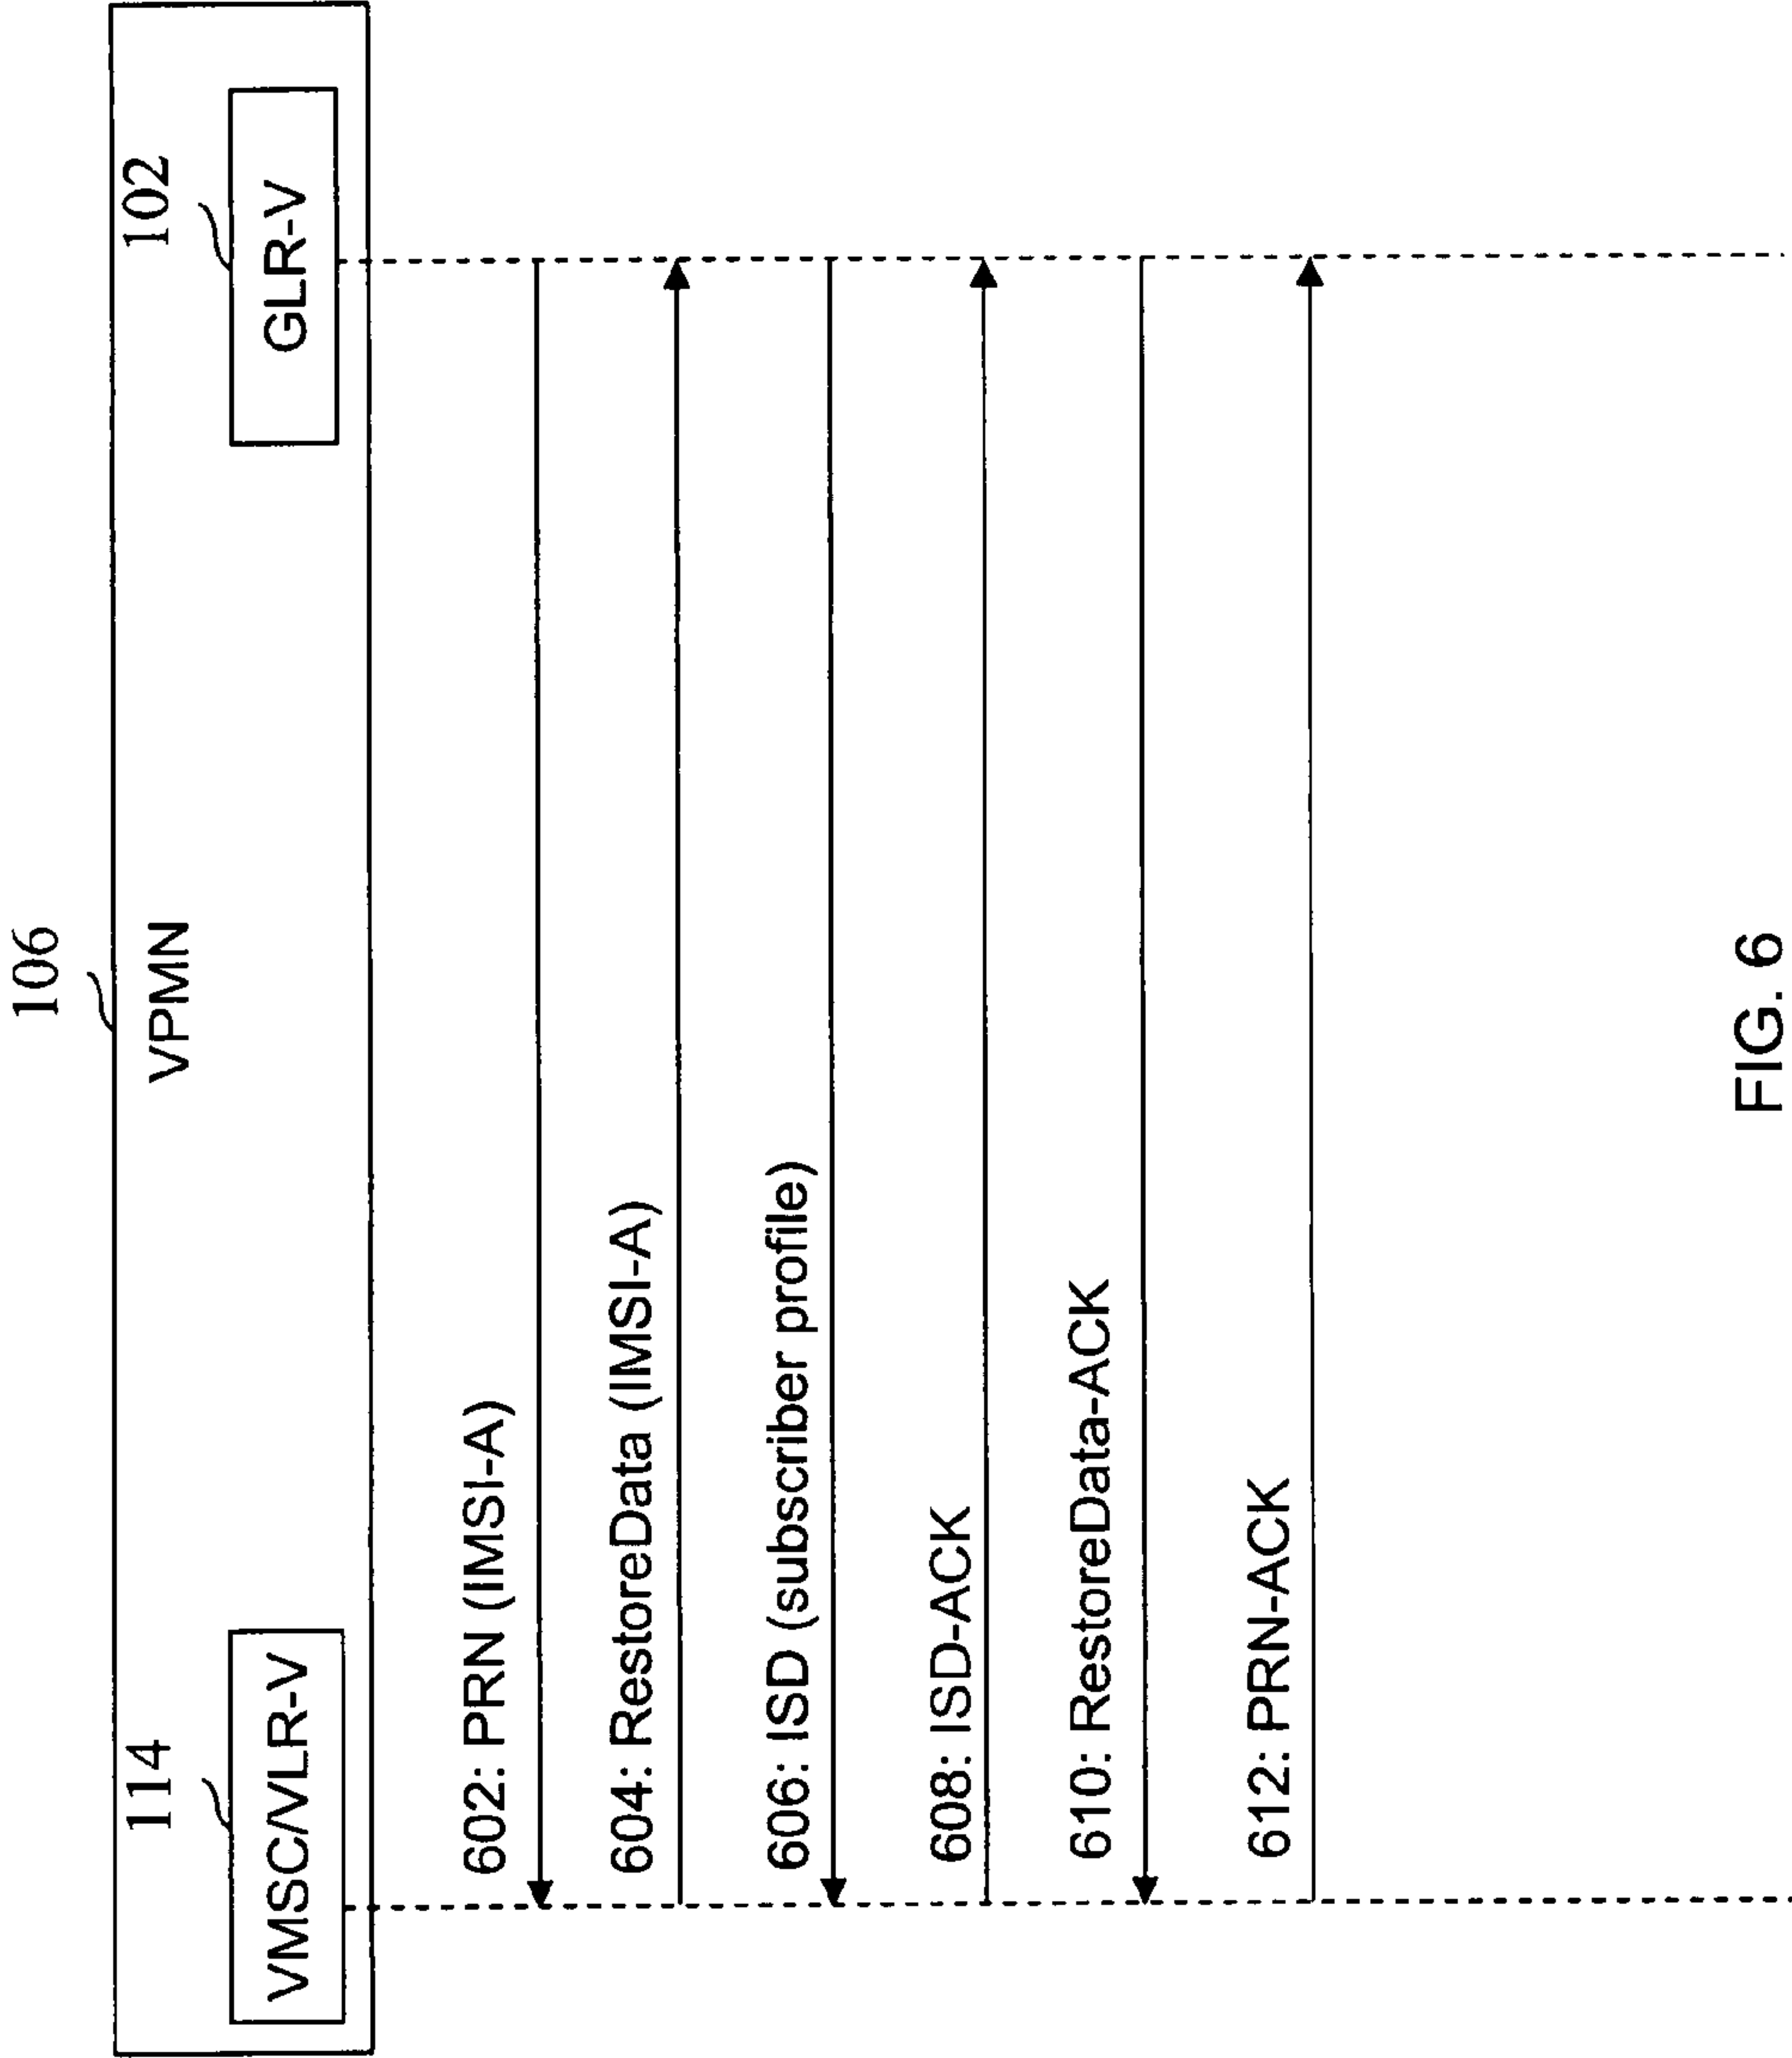 106
VPMN
114
VMSC/VLR-V
102
GLR-V
602: PRN (IMSI-A)
604: RestoreData (IMSI-A)
606: ISD (subscriber profile)
608: ISD-ACK
610: RestoreData-ACK
612: PRN-ACK
FIG. 6